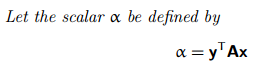 Let the scalar α be defined by
α = yᵀAx